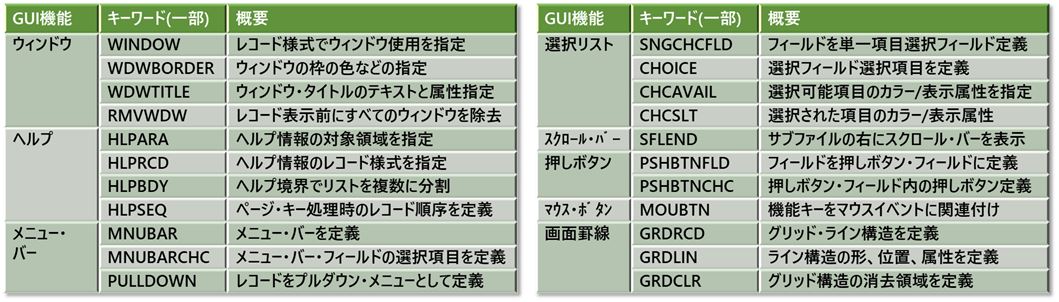 GUI機能 キーワード(一部) 概要
ウィンドウ WINDOW レコード様式でウィンドウ使用を指定
WDWBORDER ウィンドウの枠の色などの指定
WDWTITLE ウィンドウ・タイトルのテキストと属性指定
RMVWDW レコード表示前にすべてのウィンドウを除去
ヘルプ HLPARA ヘルプ情報の対象領域を指定
HLPRCD ヘルプ情報のレコード様式を指定
HLPBDY ヘルプ境界でリストを複数に分割
HLPSEQ ページ・キー処理時のレコード順序を定義
メニュー・バー MNUBAR メニュー・バーを定義
MNUBARCHC メニュー・バー・フィールドの選択項目を定義
PULLDOWN レコードをプルダウン・メニューとして定義
GUI機能 キーワード(一部) 概要
選択リスト SNGCHCFLD フィールドを単一項目選択フィールド定義
CHOICE 選択フィールド選択項目を定義
CHCAVAIL 選択可能項目のカラー/表示属性を指定
CHCSLT 選択された項目のカラー/表示属性
スクロール・バー SFLEND サブファイルの右にスクロール・バーを表示
押しボタン PSHBTNFLD フィールドを押しボタン・フィールドに定義
PSHBTNCHC 押しボタン・フィールド内の押しボタン定義
マウス・ボタン MOUBTN 機能キーをマウスイベントに関連付け
画面罫線 GRDRCD グリッド・ライン構造を定義
GRDLIN ライン構造の形、位置、属性を定義
GRDCLR グリッド構造の消去領域を定義